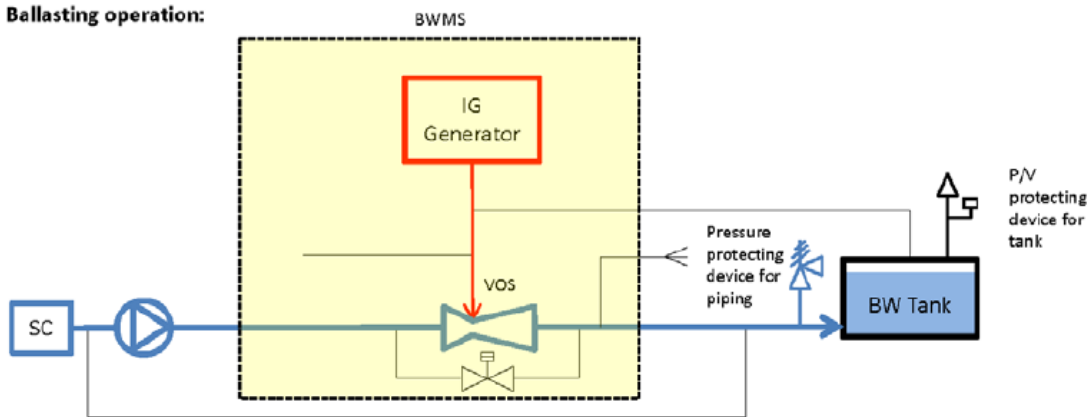 Ballasting operation:
BWMS
IG
Generator
P/V
protecting
device for
tank
Pressure
protecting
device for
piping
VOS
SC
BW Tank